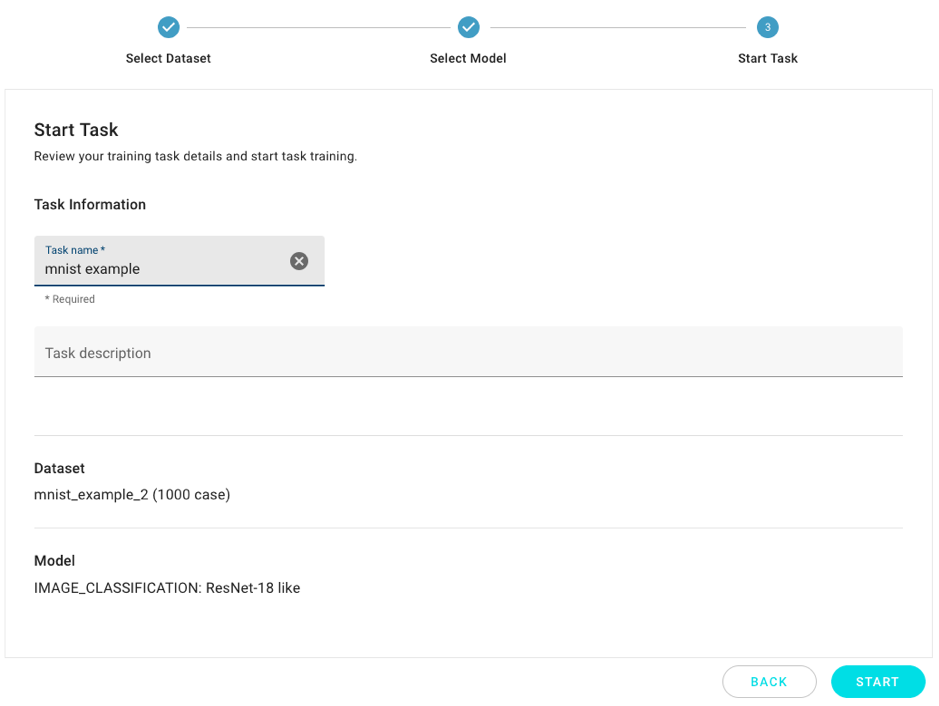 3
Select Dataset
Select Model
Start Task
Start Task
Review your training task details and start task training.
Task Information
Task name *
mnist example
* Required
Task description
Dataset
mnist_example_2 (1000 case)
Model
IMAGE_CLASSIFICATION: ResNet-18 like
BACK
START